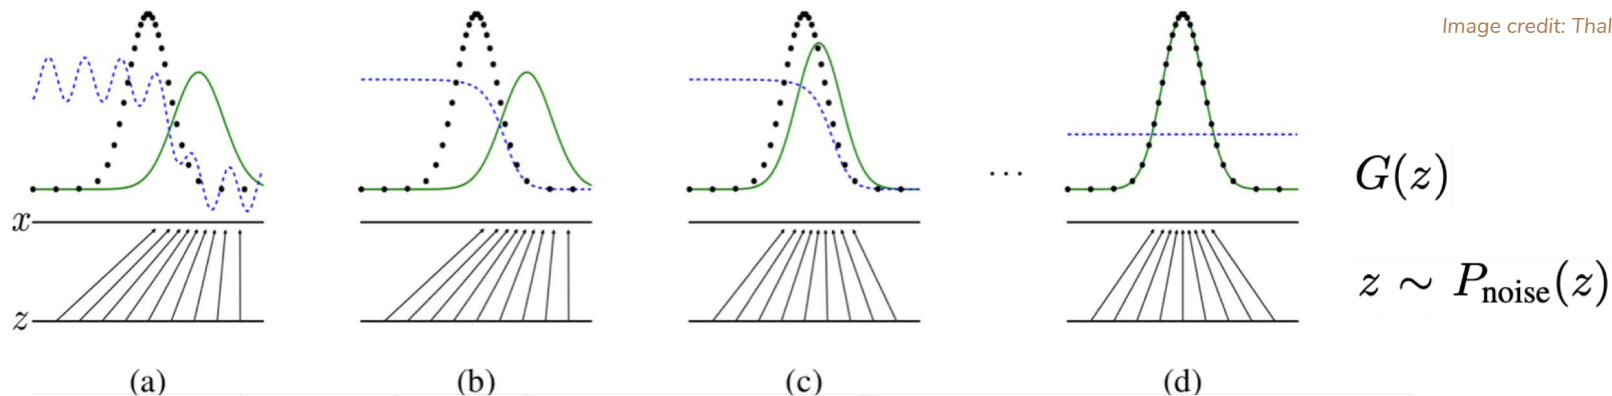 Image credit: Thal
x
z
...
G(z)
z ~ P_noise(z)
(a)
(b)
(c)
(d)